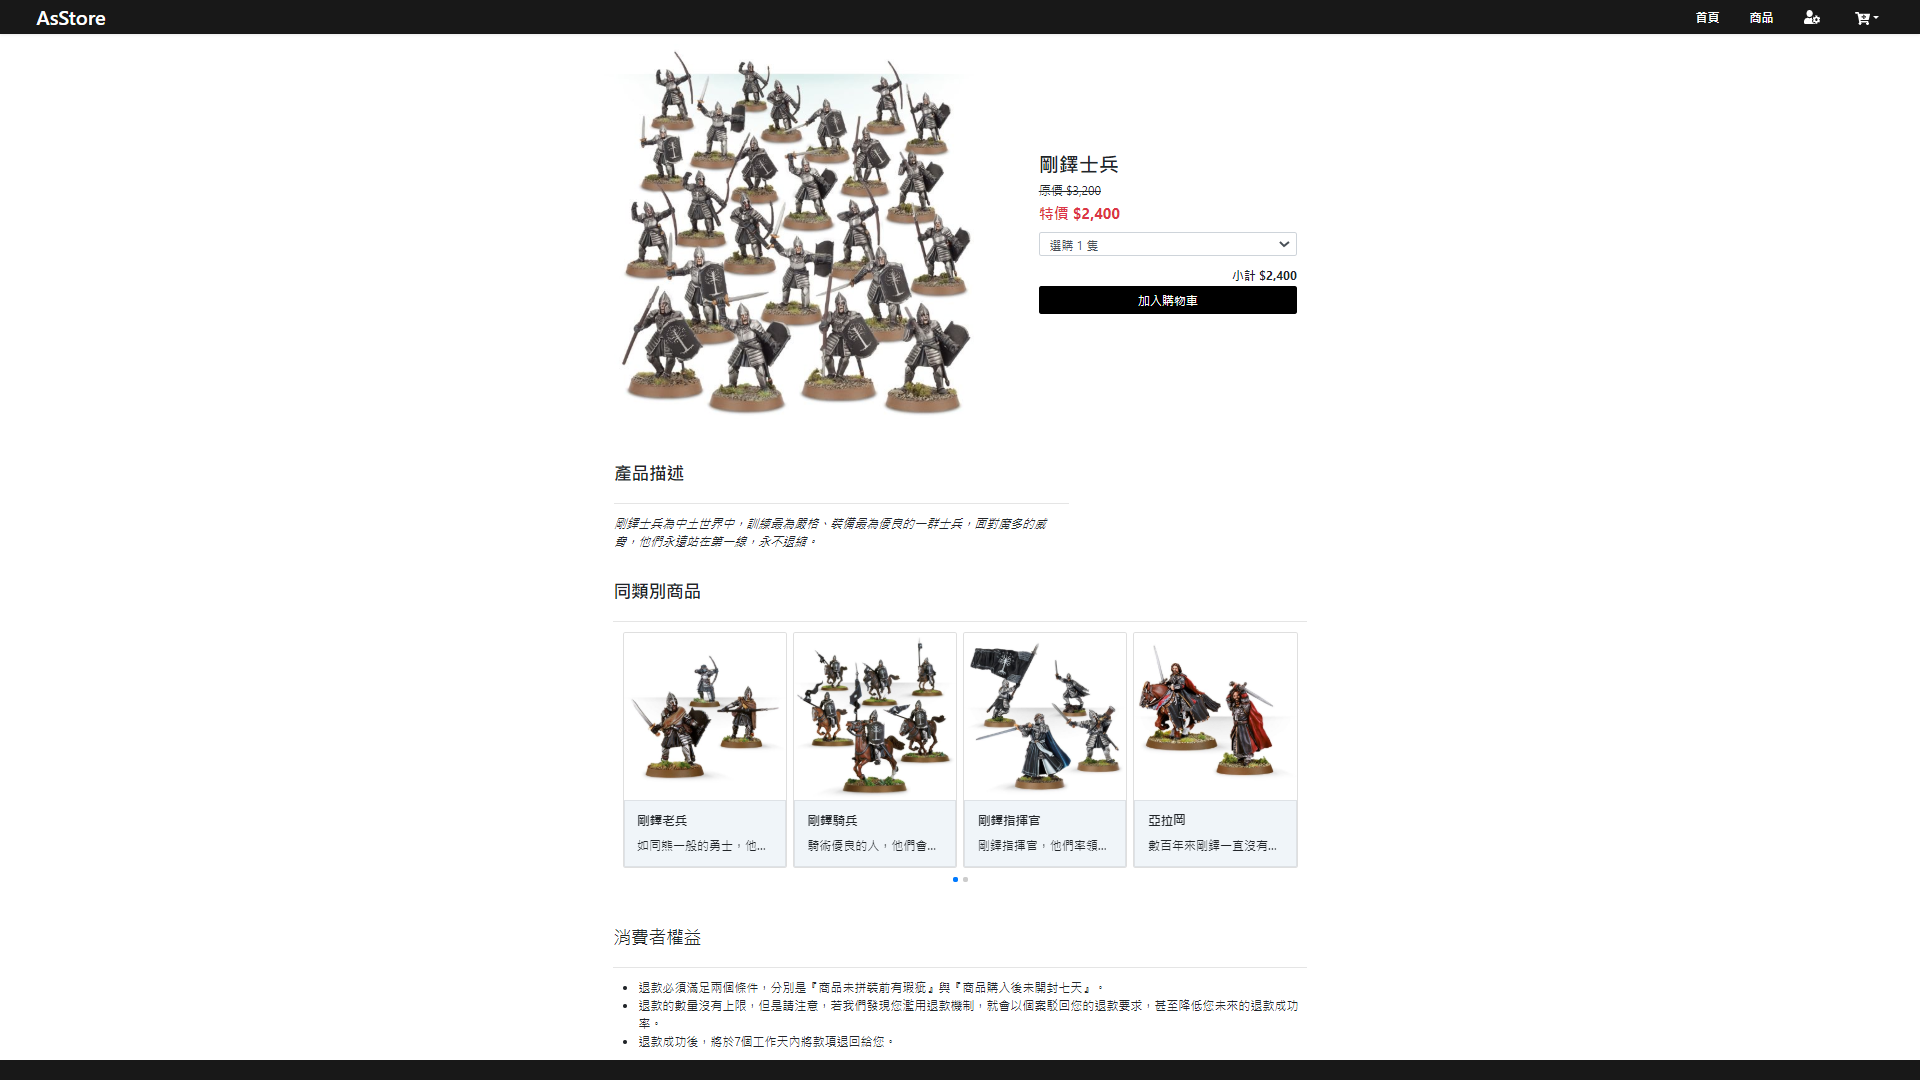 AsStore
首頁
商品
剛鐸士兵
原價 $3,200
特價 $2,400
選購 1 隻
小計 $2,400
加入購物車
產品描述
剛鐸士兵為中土世界中，訓練最為嚴格、裝備最為優良的一群士兵，面對魔多的威
脅，他們永遠站在第一線，永不退縮。
同類別商品
剛鐸老兵
如同熊一般的勇士，他...
剛鐸騎兵
騎術優良的人，他們會...
剛鐸指揮官
剛鐸指揮官，他們率領...
亞拉岡
數百年來剛鐸一直沒有...
消費者權益
退款必須滿足兩個條件，分別是『商品未拼裝前有瑕疵』與『商品購入後未開封七天』。
退款的數量沒有上限，但是請注意，若我們發現您濫用退款機制，就會以個案駁回您的退款要求，甚至降低您未來的退款成功
率。
退款成功後，將於7個工作天內將款項退回給您。